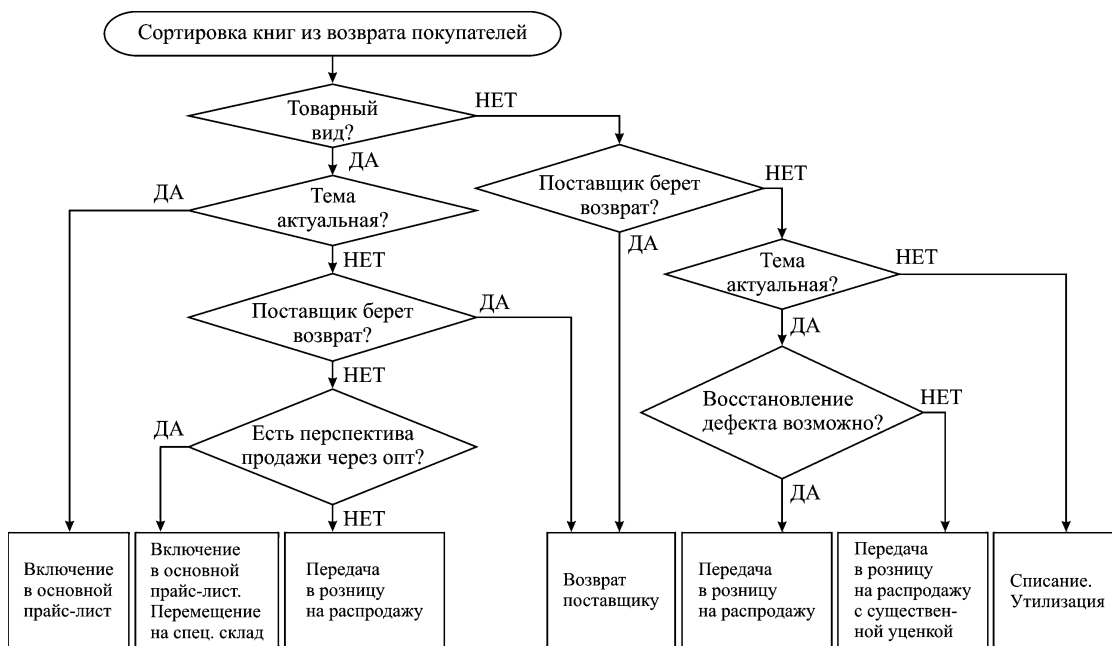 Сортировка книг из возврата покупателей
Товарный
вид?
НЕТ
ДА
Поставщик берет
возврат?
НЕТ
ДА
ДА
Тема
актуальная?
НЕТ
Тема
актуальная?
НЕТ
ДА
Поставщик берет
возврат?
ДА
НЕТ
Восстановление
дефекта возможно?
НЕТ
ДА
ДА
Есть перспектива
продажи через опт?
НЕТ
Включение
в основной
прайс-лист
Включение
в основной
прайс-лист.
Перемещение
на спец. склад
Передача
в розницу
на распродажу
Возврат
поставщику
Передача
в розницу
на распродажу
Передача
в розницу
на распродажу
с существен-
ной уценкой
Списание.
Утилизация